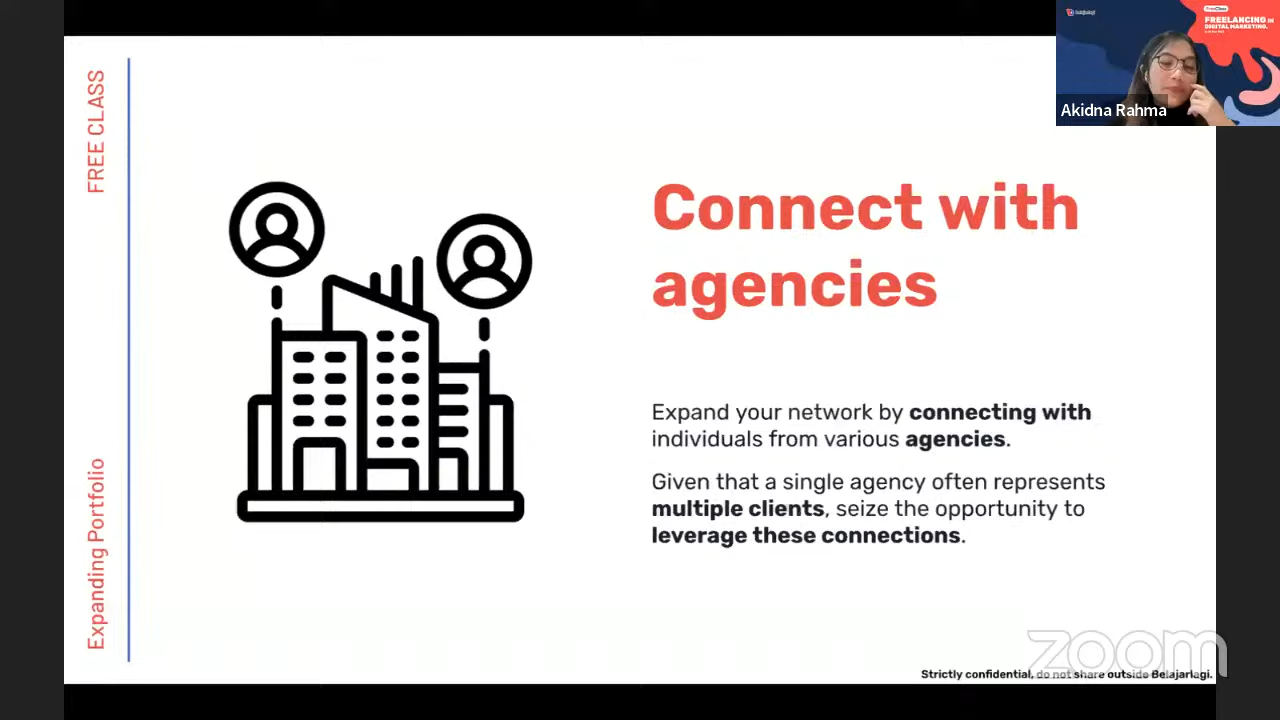 FREE CLASS
Expanding Portfolio
Connect with
agencies
Expand your network by connecting with
individuals from various agencies.
Given that a single agency often represents
multiple clients, seize the opportunity to
leverage these connections.
Belajarlagi
FreeClass
FREELANCING IN
DIGITAL MARKETING.
Akidna Rahma
zoom
Strictly confidential, do not share outside Belajarlagi.